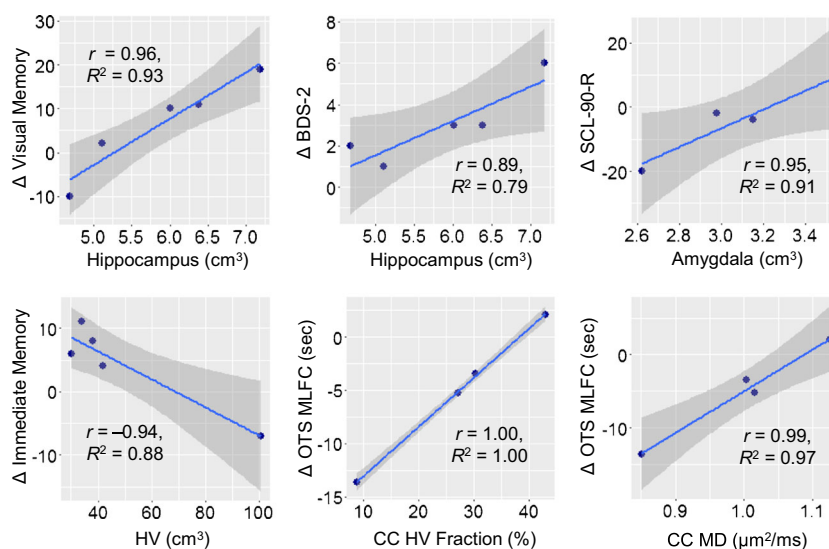 Δ Visual Memory
30
20
10
0
-10
r = 0.96,
R² = 0.93
5.0 5.5 6.0 6.5 7.0
Hippocampus (cm³)
Δ BDS-2
8
6
4
2
0
r = 0.89,
R² = 0.79
5.0 5.5 6.0 6.5 7.0
Hippocampus (cm³)
Δ SCL-90-R
20
0
-20
r = 0.95,
R² = 0.91
2.6 2.8 3.0 3.2 3.4
Amygdala (cm³)
Δ Immediate Memory
10
0
-10
r = –0.94,
R² = 0.88
40 60 80 100
HV (cm³)
Δ OTS MLFC (sec)
0
-5
-10
-15
r = 1.00,
R² = 1.00
10 20 30 40
CC HV Fraction (%)
Δ OTS MLFC (sec)
0
-10
r = 0.99,
R² = 0.97
0.9 1.0 1.1
CC MD (μm²/ms)